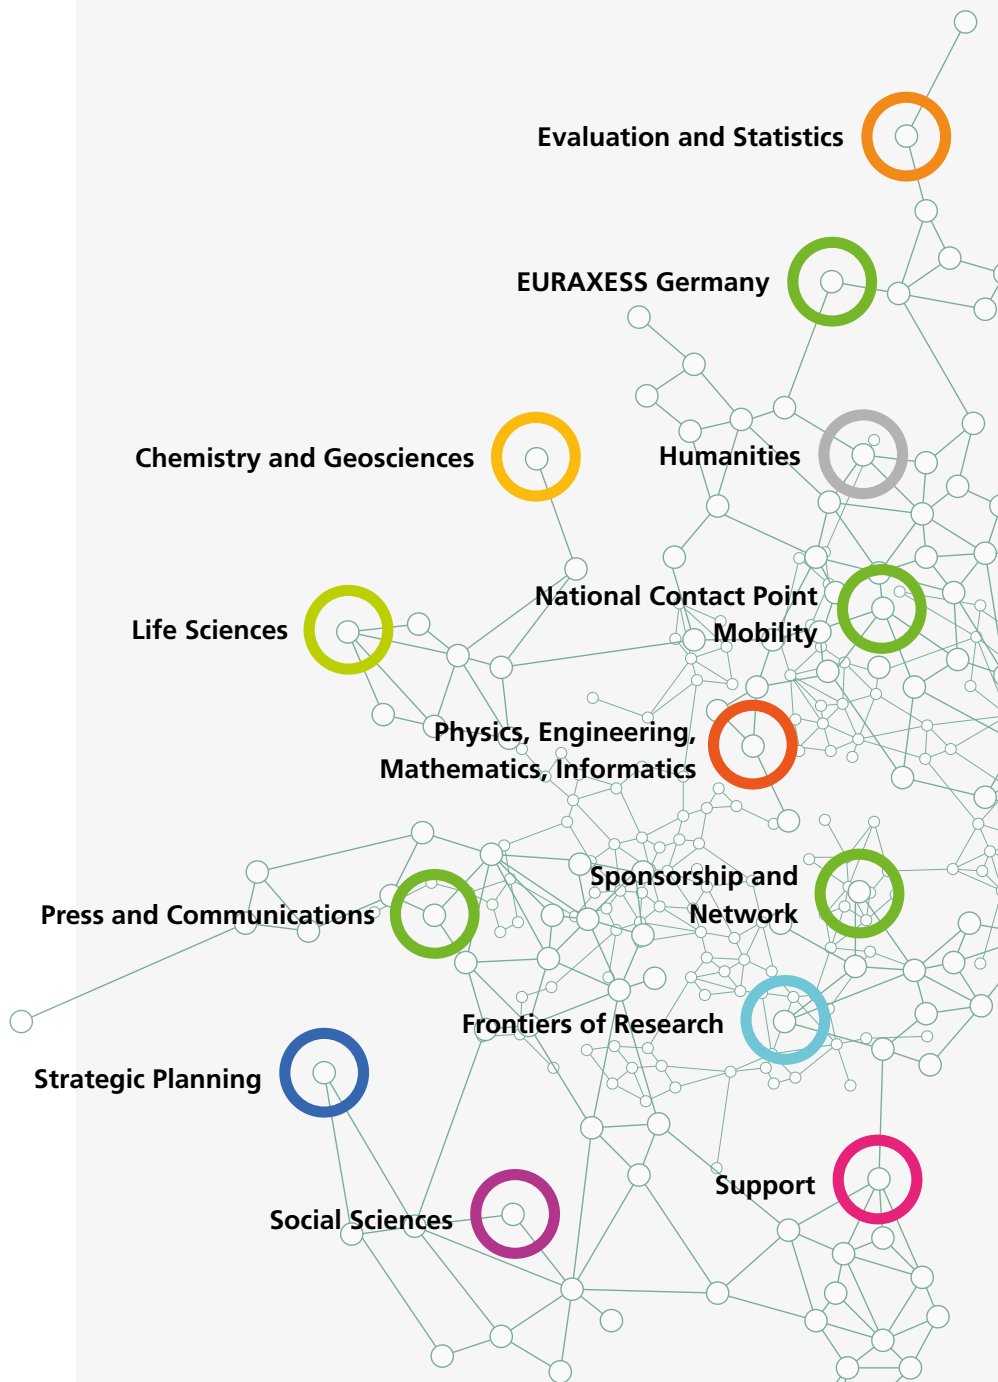 Evaluation and Statistics
EURAXESS Germany
Chemistry and Geosciences
Humanities
National Contact Point
Mobility
Life Sciences
Physics, Engineering,
Mathematics, Informatics
Sponsorship and
Network
Press and Communications
Frontiers of Research
Strategic Planning
Support
Social Sciences